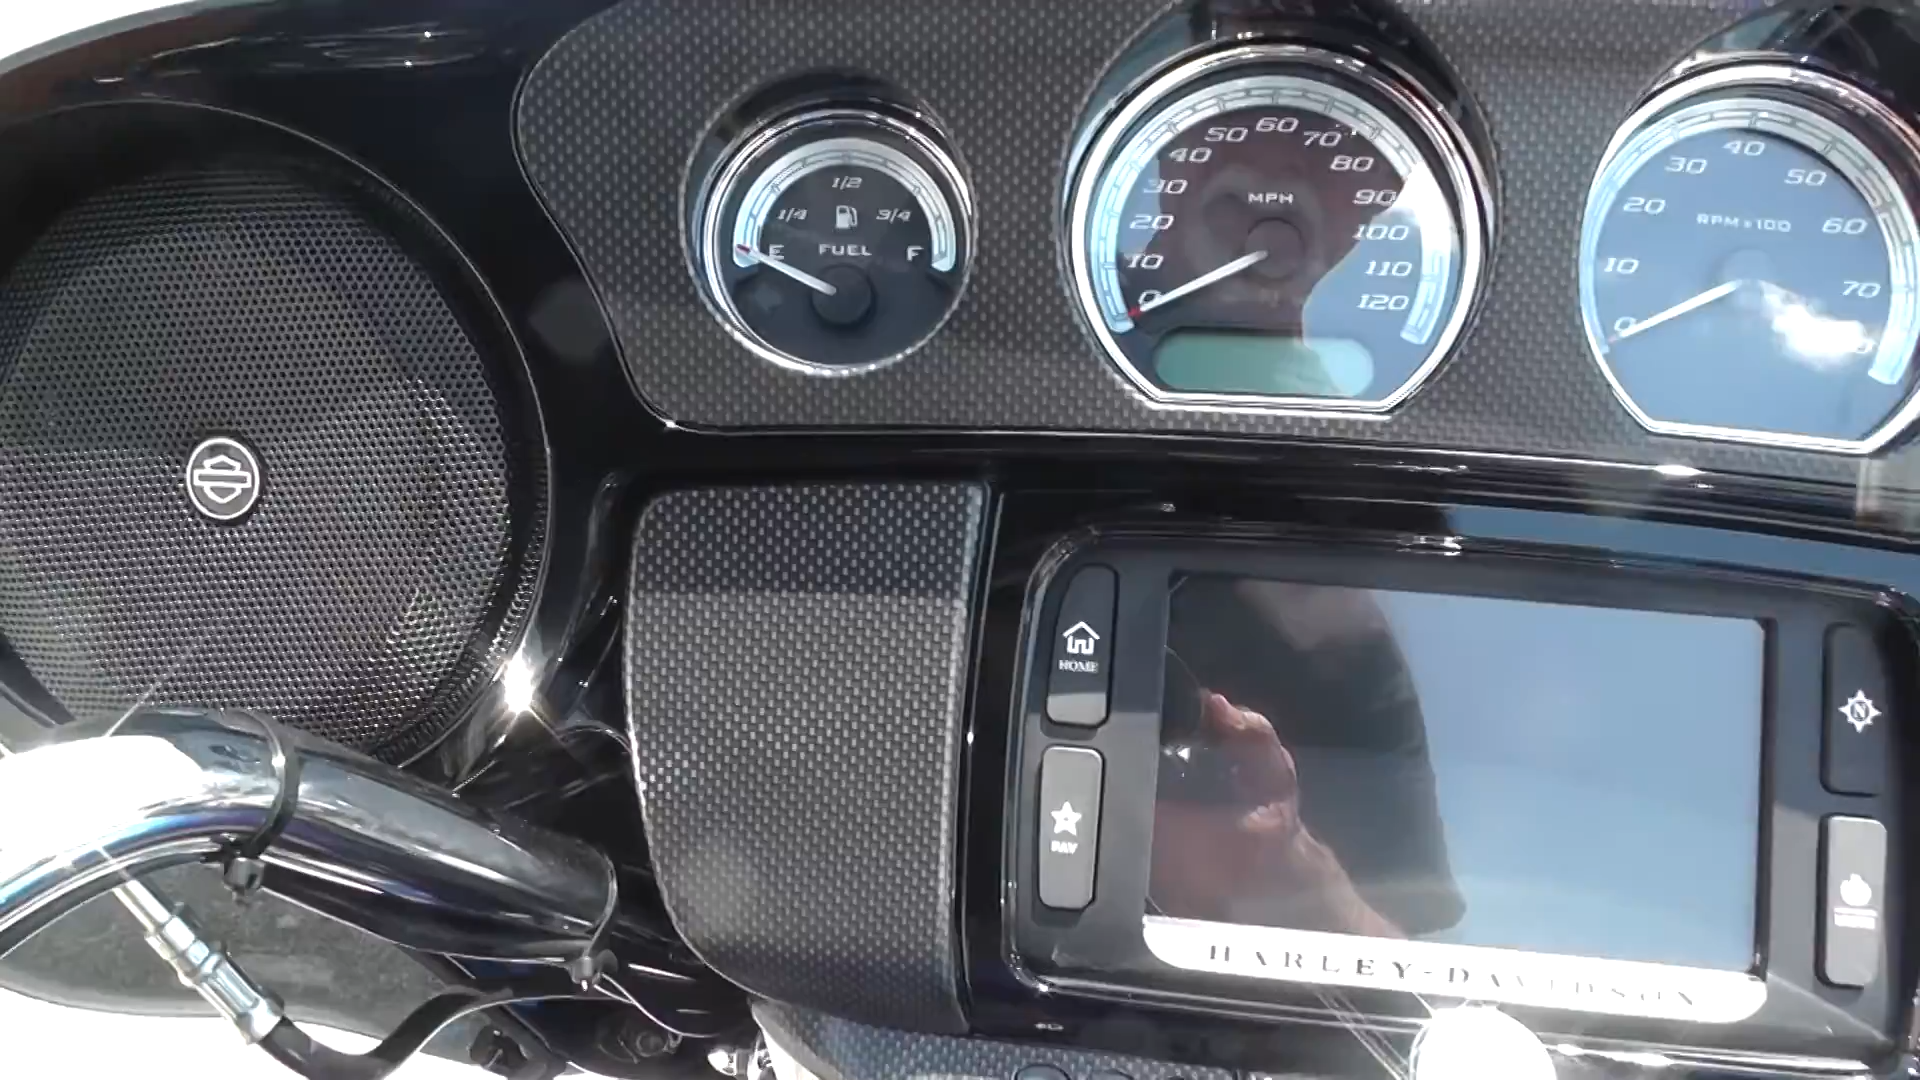 1/4 1/2 3/4
E FUEL F
0 10 20 30 40 50 60 70 80 90 100 110 120
MPH
0 10 20 30 40 50 60 70
RPM x 100
HOME
FAV
N
HARLEY-DAVIDSON